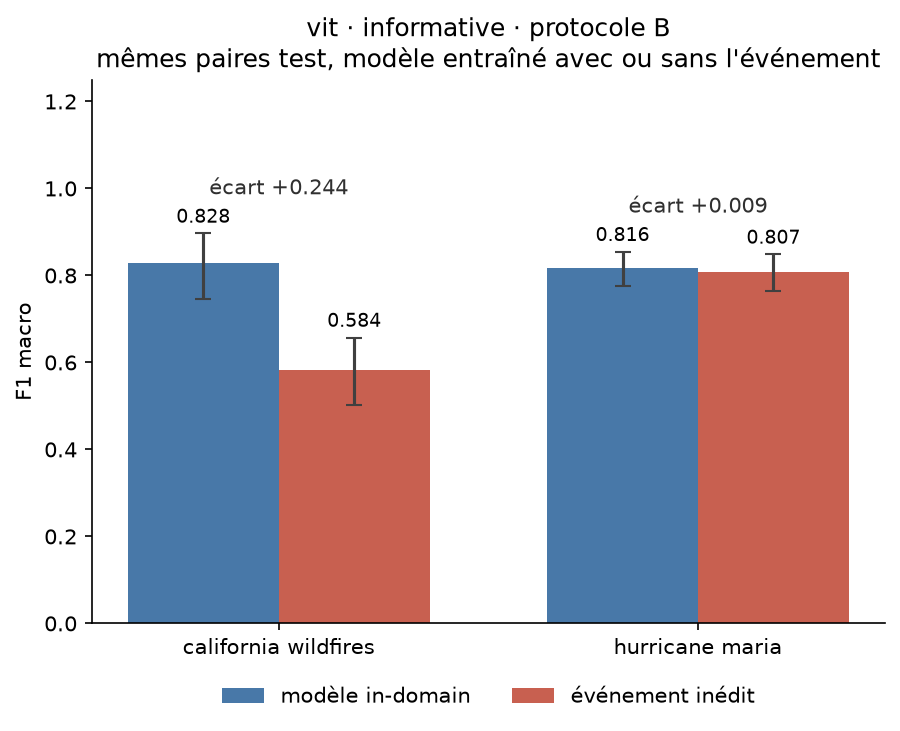 vit · informative · protocole B
mêmes paires test, modèle entraîné avec ou sans l'événement
1.2
1.0
0.8
0.6
0.4
0.2
0.0
F1 macro
écart +0.244
0.828
0.584
écart +0.009
0.816
0.807
california wildfires
hurricane maria
modèle in-domain
événement inédit